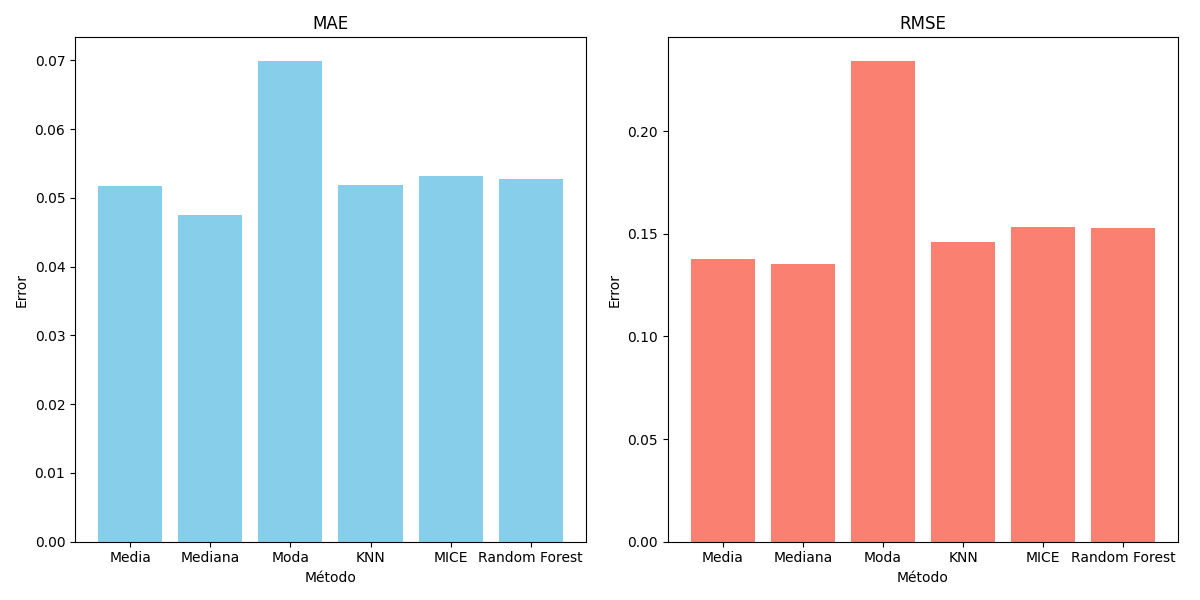 MAE
0.07
0.06
0.05
0.04
0.03
0.02
0.01
0.00
Error
Media Mediana Moda KNN MICE Random Forest
Método
RMSE
0.20
0.15
0.10
0.05
0.00
Error
Media Mediana Moda KNN MICE Random Forest
Método